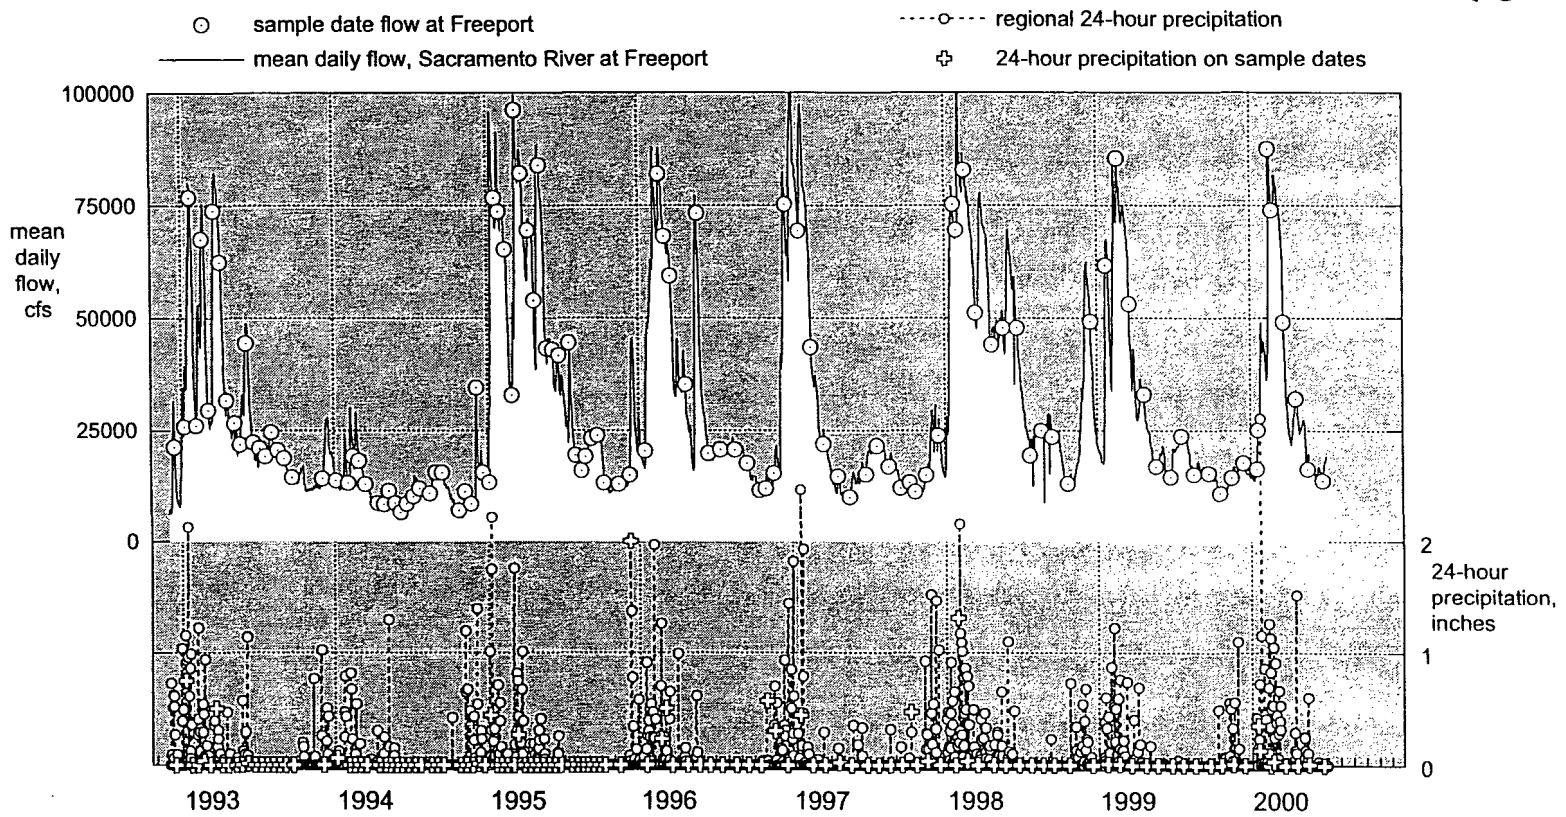 sample date flow at Freeport
regional 24-hour precipitation
mean daily flow, Sacramento River at Freeport
24-hour precipitation on sample dates
100000
75000
mean
daily
flow,
cfs
50000
25000
0
2
24-hour
precipitation,
inches
1
0
1993 1994 1995 1996 1997 1998 1999 2000